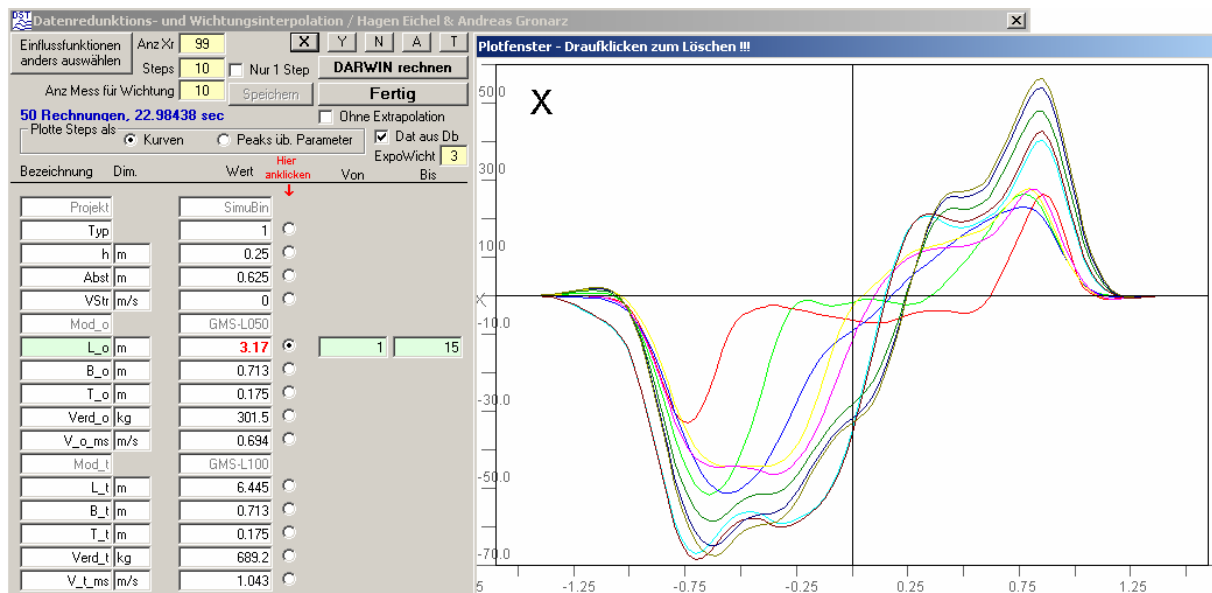 DST Datenredunktions- und Wichtungsinterpolation / Hagen Eichel & Andreas Gronarz
Einflussfunktionen anders auswählen
Anz Xr 99
X Y N A T
Steps 10 Nur 1 Step DARWIN rechnen
Anz Mess für Wichtung 10 Speichern Fertig
50 Rechnungen, 22.98438 sec Ohne Extrapolation
Plotte Steps als
Kurven Peaks üb. Parameter Dat aus Db
ExpoWicht 3
Bezeichnung Dim. Wert Hier anklicken Von Bis
Projekt SimuBin
Typ 1
h m 0.25
Abst m 0.625
VStr m/s 0
Mod_o GMS-L050
L_o m 3.17 1 15
B_o m 0.713
T_o m 0.175
Verd_o kg 301.5
V_o_ms m/s 0.694
Mod_t GMS-L100
L_t m 6.445
B_t m 0.713
T_t m 0.175
Verd_t kg 689.2
V_t_ms m/s 1.043
Plotfenster - Draufklicken zum Löschen !!!
X
50.0
30.0
10.0
X
-10.0
-30.0
-50.0
-70.0
5 -1.25 -0.75 -0.25 0.25 0.75 1.25